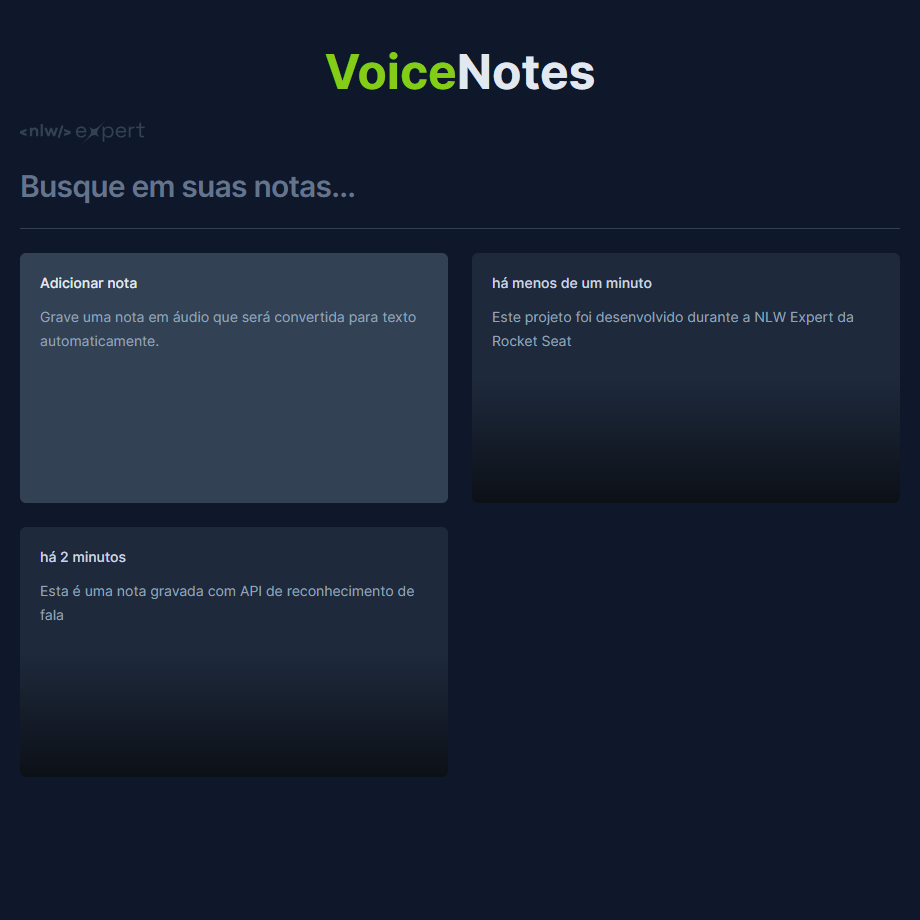 VoiceNotes
<nlw/> expert
Busque em suas notas...
Adicionar nota
Grave uma nota em áudio que será convertida para texto
automaticamente.
há menos de um minuto
Este projeto foi desenvolvido durante a NLW Expert da
Rocket Seat
há 2 minutos
Esta é uma nota gravada com API de reconhecimento de
fala